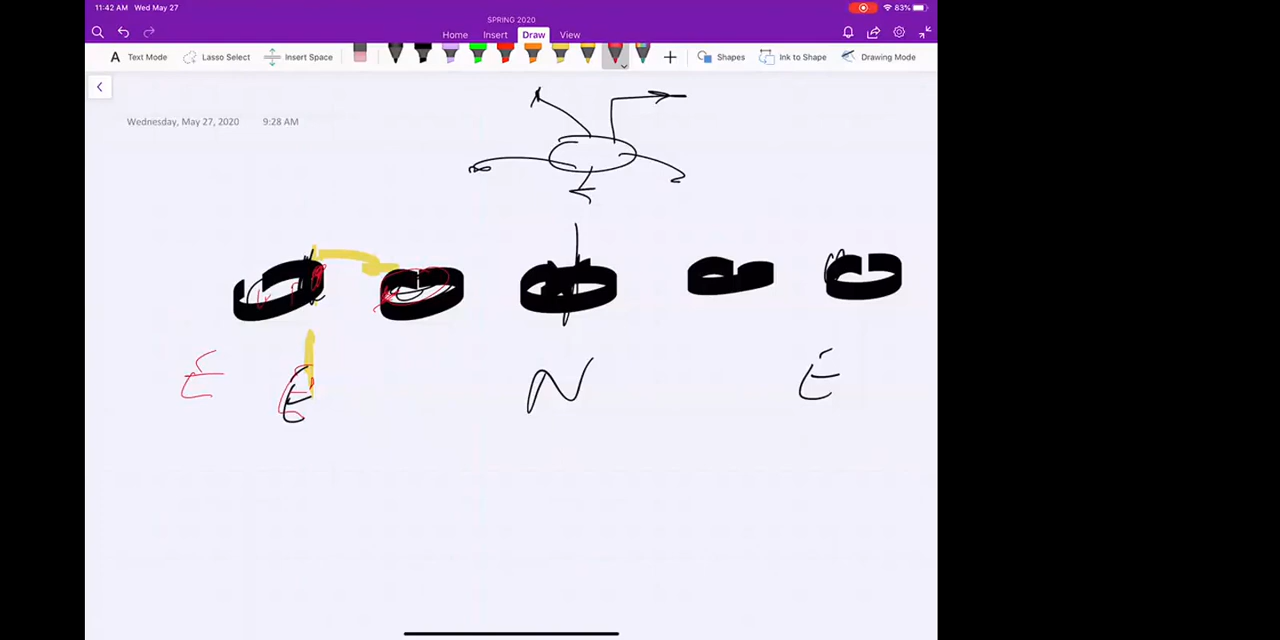 11:42 AM Wed May 27
83%
SPRING 2020
Home Insert Draw View
A Text Mode Lasso Select Insert Space Shapes Ink to Shape Drawing Mode
Wednesday, May 27, 2020 9:28 AM
E E N E